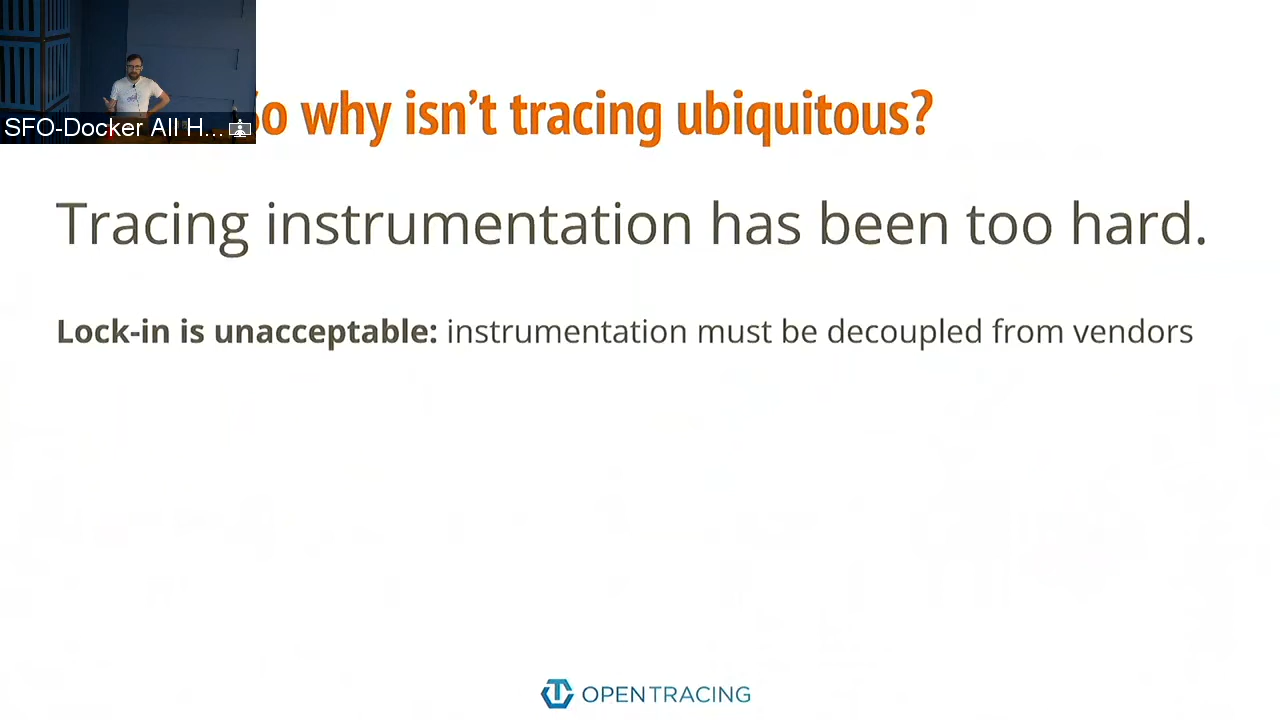 SFO-Docker All H...
So why isn't tracing ubiquitous?
Tracing instrumentation has been too hard.
Lock-in is unacceptable: instrumentation must be decoupled from vendors
OPENTRACING